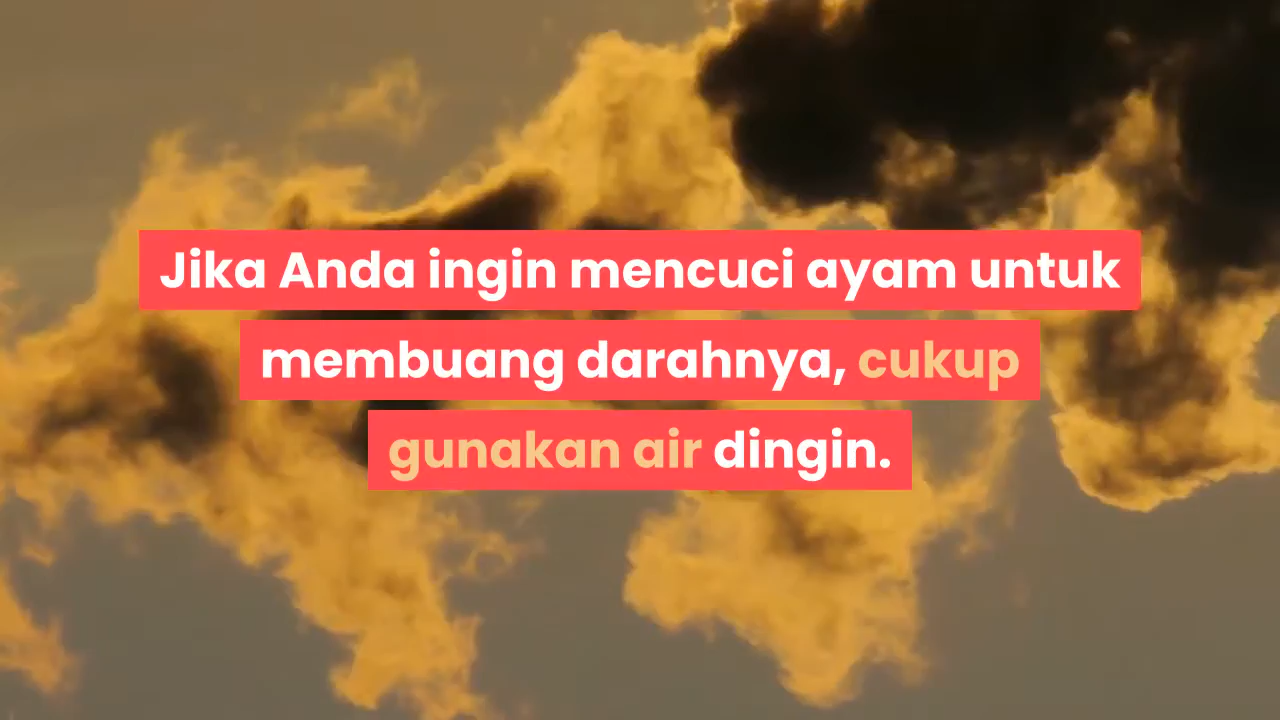 Jika Anda ingin mencuci ayam untuk
membuang darahnya, cukup
gunakan air dingin.